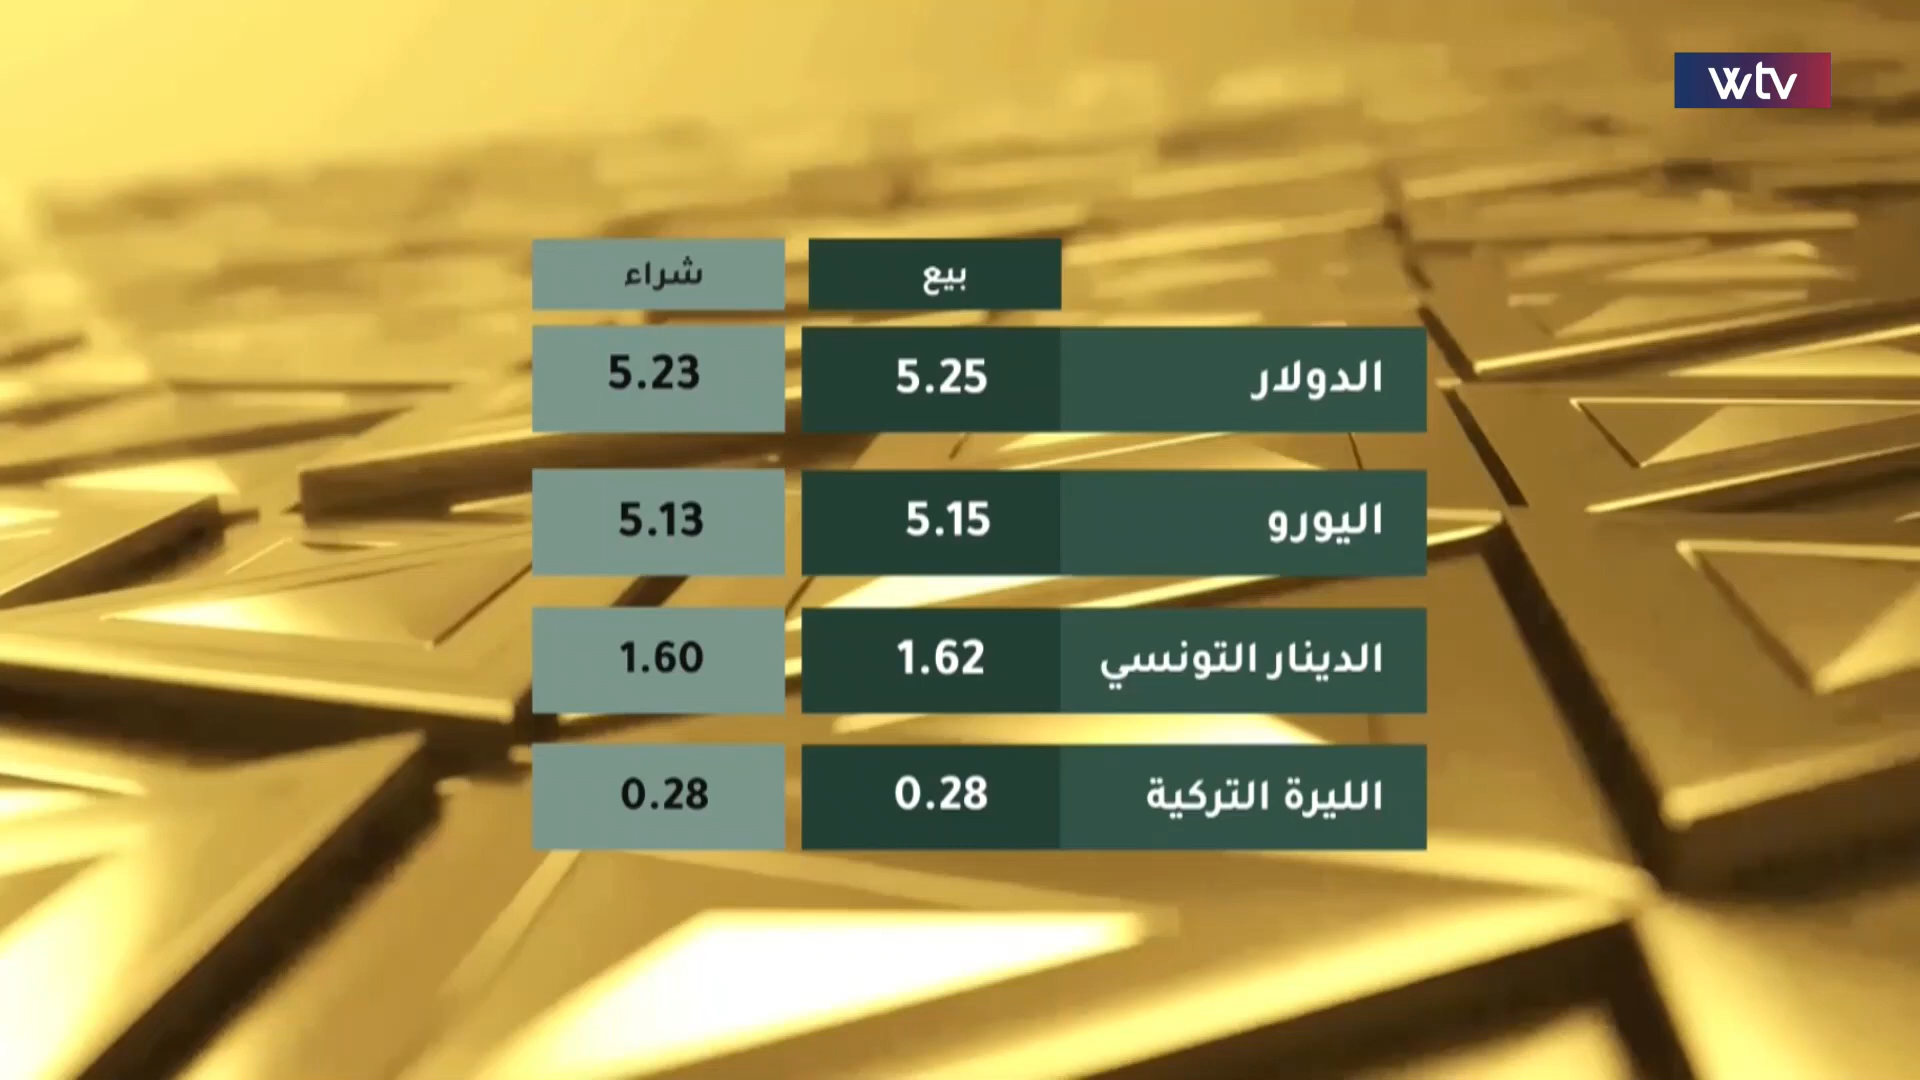 wtv
بيع شراء
الدولار 5.25 5.23
اليورو 5.15 5.13
الدينار التونسي 1.62 1.60
الليرة التركية 0.28 0.28